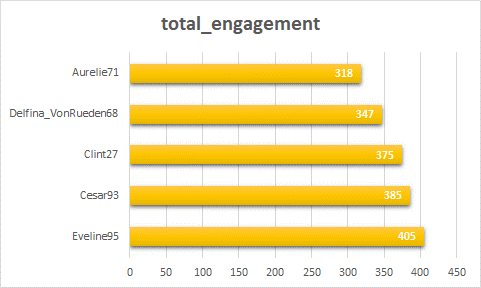 total_engagement
Aurelie71 318
Delfina_VonRueden68 347
Clint27 375
Cesar93 385
Eveline95 405
0 50 100 150 200 250 300 350 400 450